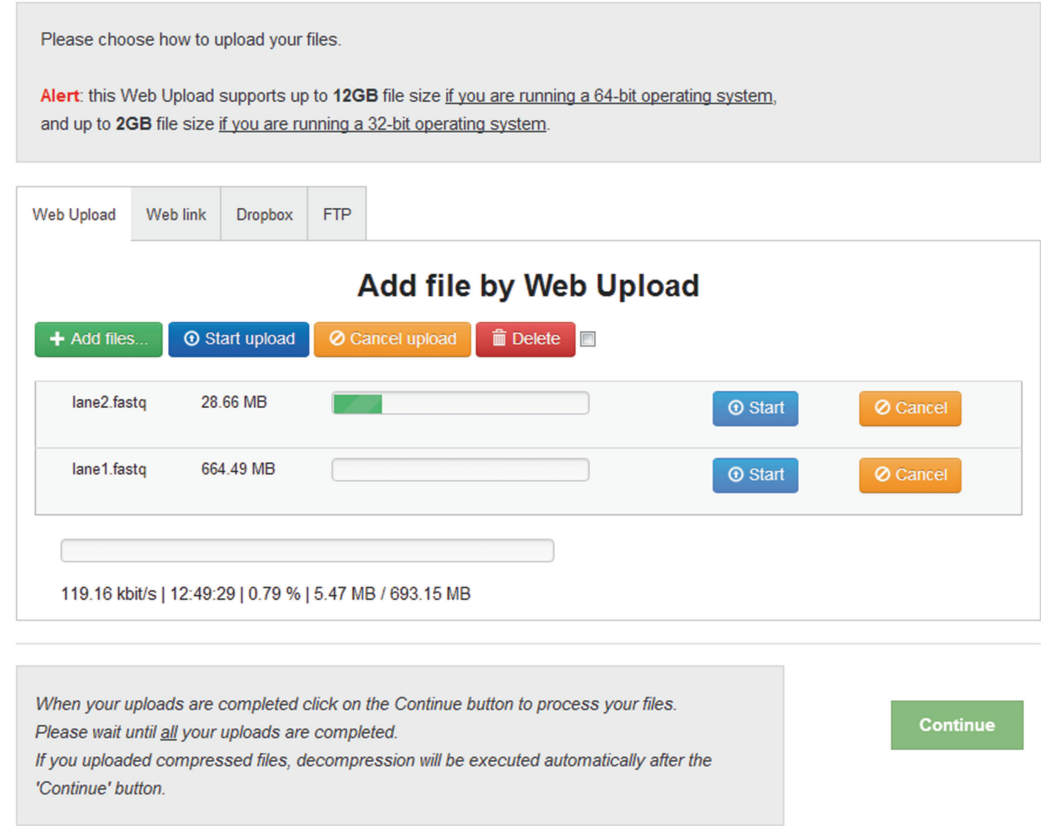 Please choose how to upload your files.
Alert: this Web Upload supports up to 12GB file size if you are running a 64-bit operating system,
and up to 2GB file size if you are running a 32-bit operating system.
Web Upload Web link Dropbox FTP
Add file by Web Upload
Add files... Start upload Cancel upload Delete
lane2.fastq 28.66 MB Start Cancel
lane1.fastq 664.49 MB Start Cancel
119.16 kbit/s | 12:49:29 | 0.79 % | 5.47 MB / 693.15 MB
When your uploads are completed click on the Continue button to process your files.
Please wait until all your uploads are completed.
If you uploaded compressed files, decompression will be executed automatically after the
'Continue' button.
Continue